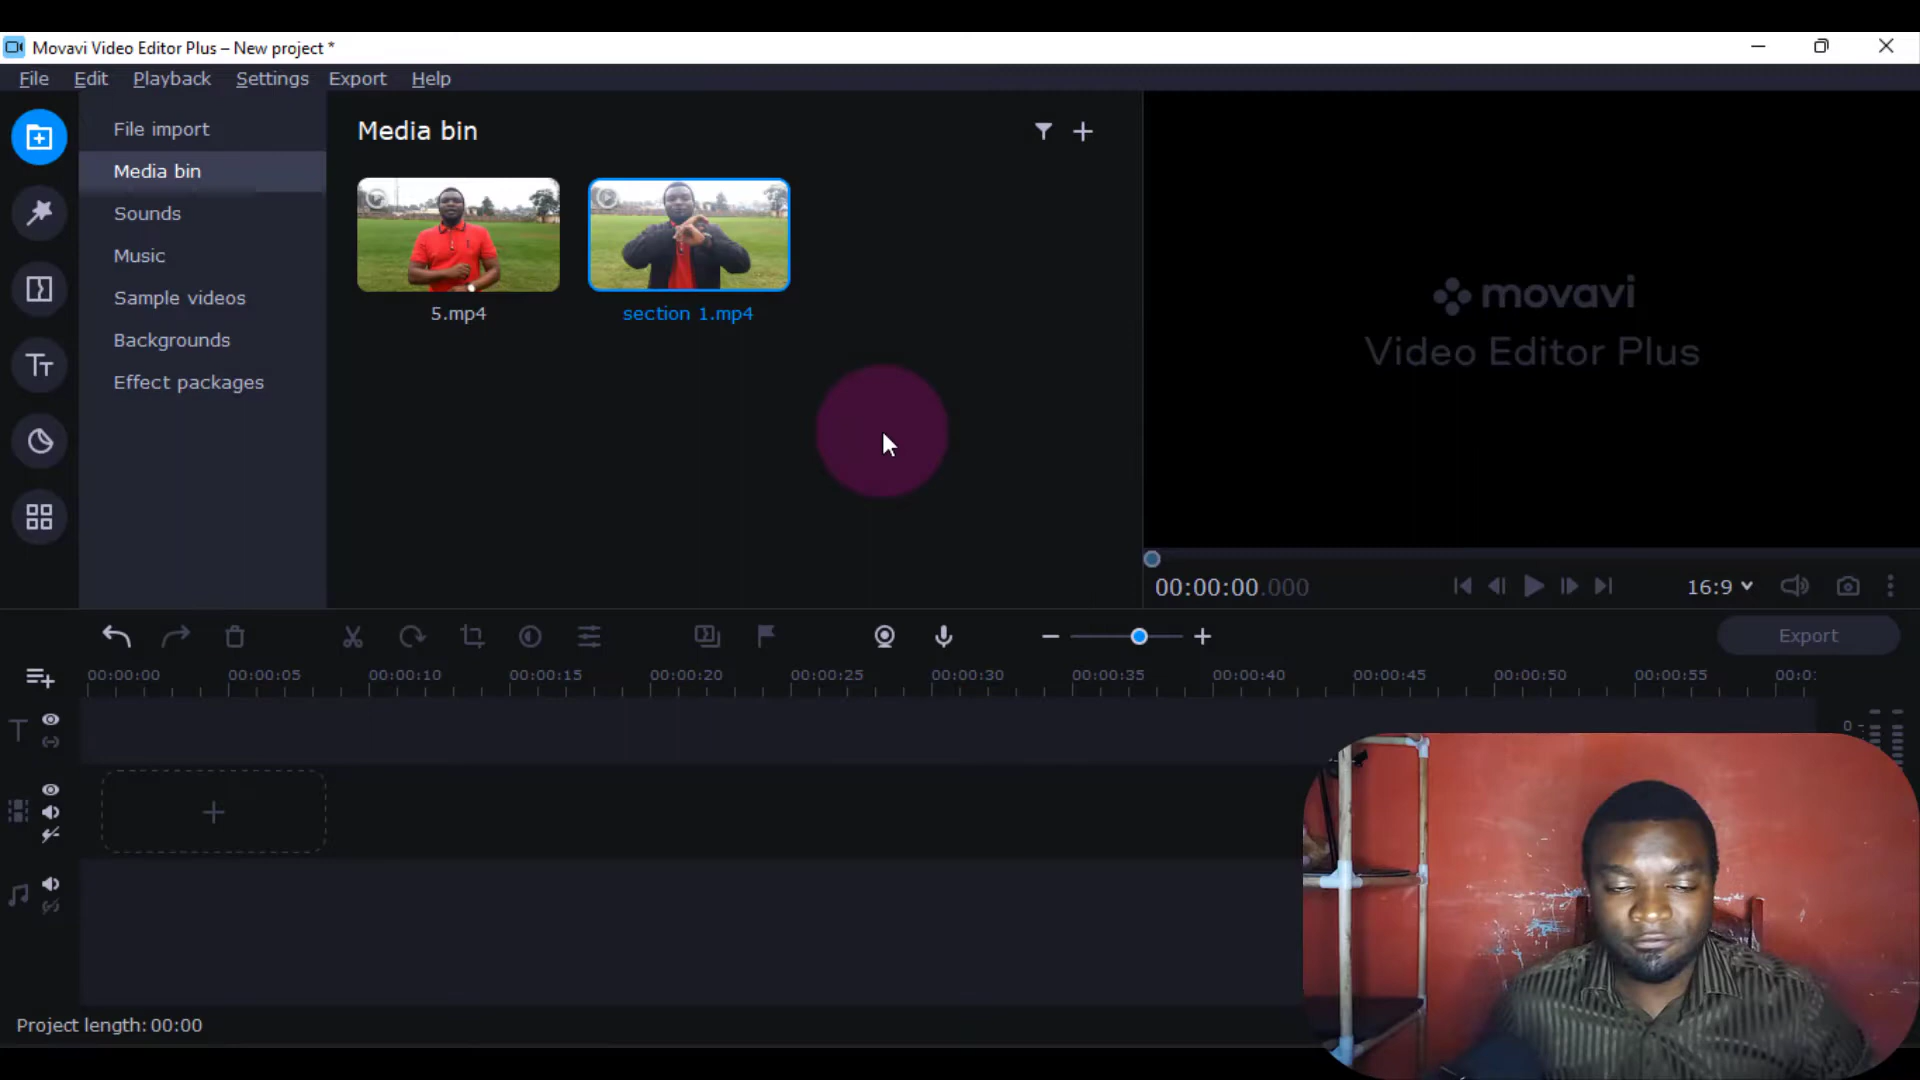 Movavi Video Editor Plus – New project *
File Edit Playback Settings Export Help
File import
Media bin
Sounds
Music
Sample videos
Backgrounds
Effect packages
Media bin
5.mp4
section 1.mp4
movavi
Video Editor Plus
00:00:00.000
16:9
Export
00:00:00 00:00:05 00:00:10 00:00:15 00:00:20 00:00:25 00:00:30 00:00:35 00:00:40 00:00:45 00:00:50 00:00:55 00:0:
0
Project length: 00:00